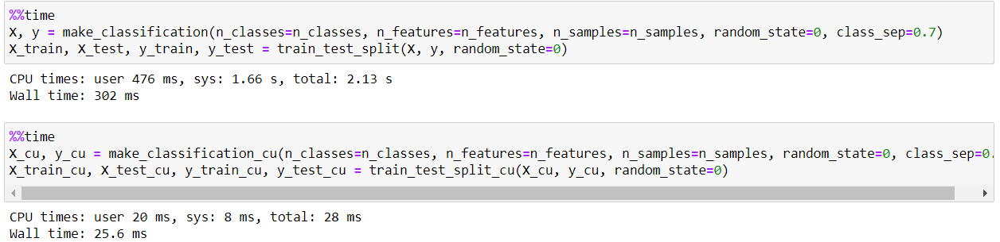 %%time
X, y = make_classification(n_classes=n_classes, n_features=n_features, n_samples=n_samples, random_state=0, class_sep=0.7)
X_train, X_test, y_train, y_test = train_test_split(X, y, random_state=0)
CPU times: user 476 ms, sys: 1.66 s, total: 2.13 s
Wall time: 302 ms
%%time
X_cu, y_cu = make_classification_cu(n_classes=n_classes, n_features=n_features, n_samples=n_samples, random_state=0, class_sep=0.
X_train_cu, X_test_cu, y_train_cu, y_test_cu = train_test_split_cu(X_cu, y_cu, random_state=0)
CPU times: user 20 ms, sys: 8 ms, total: 28 ms
Wall time: 25.6 ms